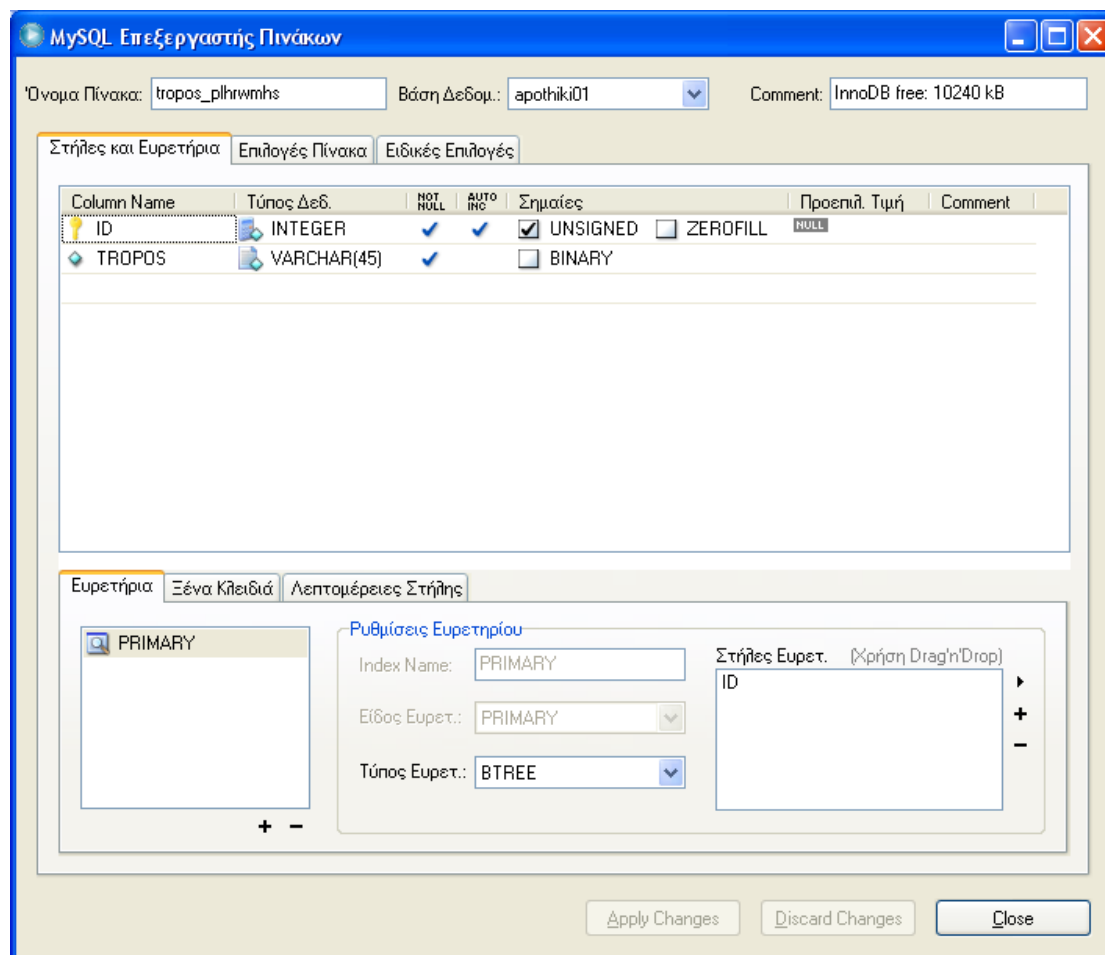 MySQL Επεξεργαστής Πινάκων
Όνομα Πίνακα: tropos_plhrwmhs Βάση Δεδομ.: apothiki01 Comment: InnoDB free: 10240 kB
Στήλες και Ευρετήρια Επιλογές Πίνακα Ειδικές Επιλογές
Column Name Τύπος Δεδ. NOT NULL AUTO INC Σημαίες Προεπιλ. Τιμή Comment
ID INTEGER UNSIGNED ZEROFILL NULL
TROPOS VARCHAR(45) BINARY
Ευρετήρια Ξένα Κλειδιά Λεπτομέρειες Στήλης
PRIMARY
Ρυθμίσεις Ευρετηρίου
Index Name: PRIMARY
Είδος Ευρετ.: PRIMARY
Τύπος Ευρετ.: BTREE
Στήλες Ευρετ. (Χρήση Drag'n'Drop)
ID
Apply Changes Discard Changes Close